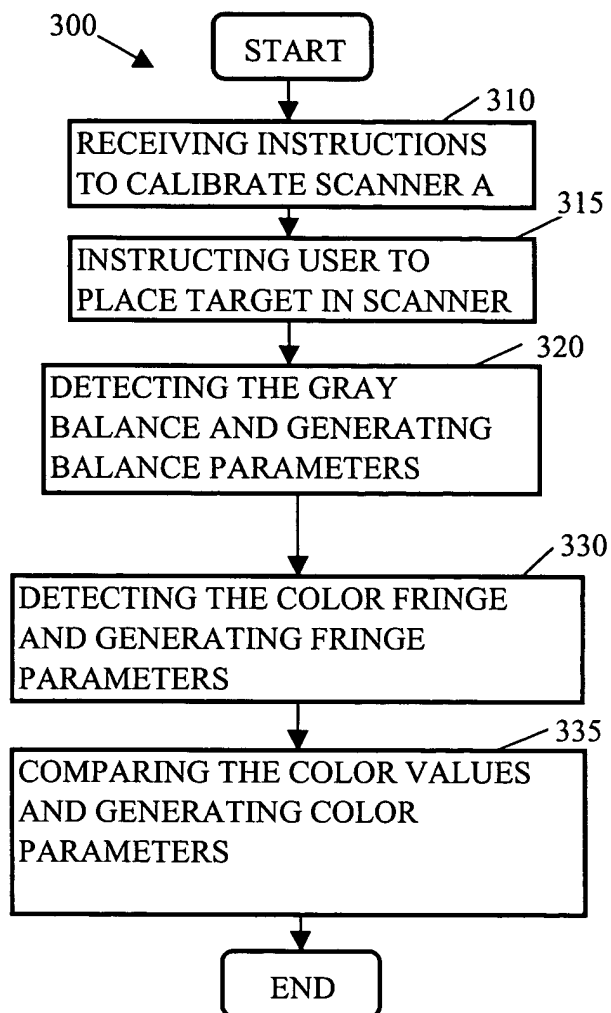 300
START
310
RECEIVING INSTRUCTIONS
TO CALIBRATE SCANNER A
315
INSTRUCTING USER TO
PLACE TARGET IN SCANNER
320
DETECTING THE GRAY
BALANCE AND GENERATING
BALANCE PARAMETERS
330
DETECTING THE COLOR FRINGE
AND GENERATING FRINGE
PARAMETERS
335
COMPARING THE COLOR VALUES
AND GENERATING COLOR
PARAMETERS
END